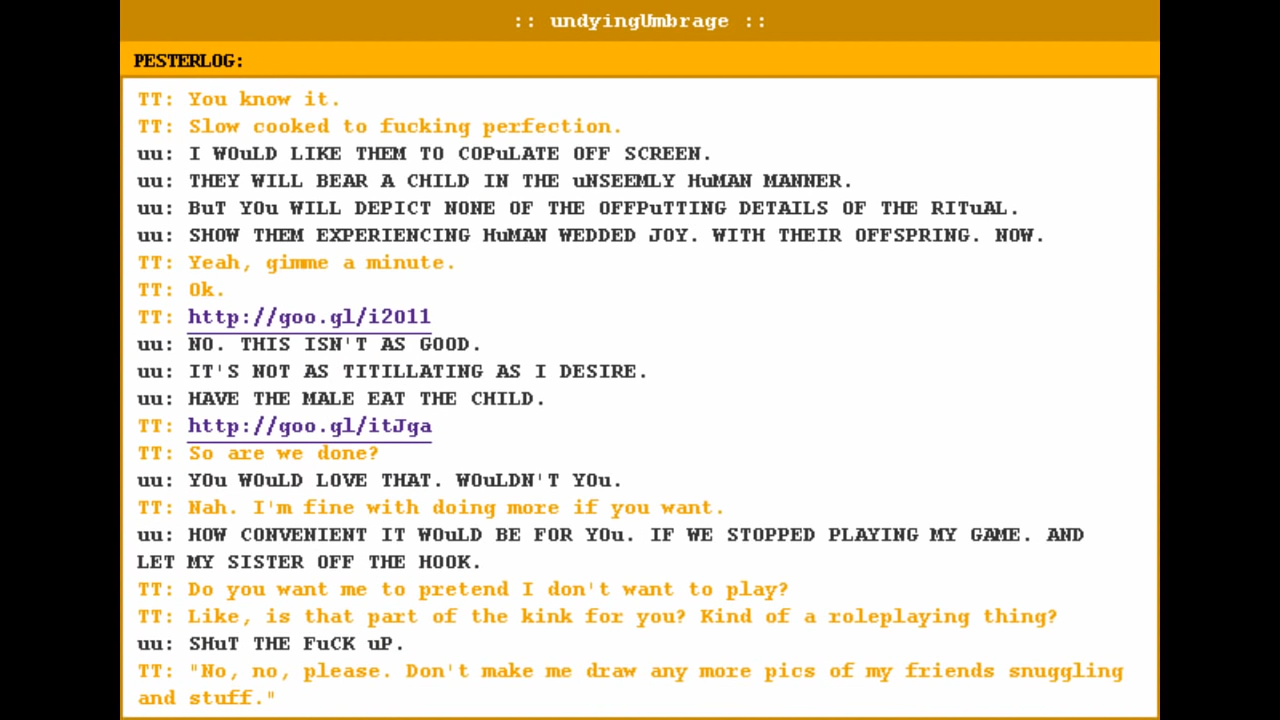 :: undyingUmbrage ::
PESTERLOG:
TT: You know it.
TT: Slow cooked to fucking perfection.
uu: I WOuLD LIKE THEM TO COPuLATE OFF SCREEN.
uu: THEY WILL BEAR A CHILD IN THE uNSEEMLY HuMAN MANNER.
uu: BuT YOu WILL DEPICT NONE OF THE OFFPuTTING DETAILS OF THE RITuAL.
uu: SHOW THEM EXPERIENCING HuMAN WEDDED JOY. WITH THEIR OFFSPRING. NOW.
TT: Yeah, gimme a minute.
TT: Ok.
TT: http://goo.gl/i2011
uu: NO. THIS ISN'T AS GOOD.
uu: IT'S NOT AS TITILLATING AS I DESIRE.
uu: HAVE THE MALE EAT THE CHILD.
TT: http://goo.gl/itJga
TT: So are we done?
uu: YOu WOuLD LOVE THAT. WOuLDN'T YOu.
TT: Nah. I'm fine with doing more if you want.
uu: HOW CONVENIENT IT WOuLD BE FOR YOu. IF WE STOPPED PLAYING MY GAME. AND
LET MY SISTER OFF THE HOOK.
TT: Do you want me to pretend I don't want to play?
TT: Like, is that part of the kink for you? Kind of a roleplaying thing?
uu: SHuT THE FuCK uP.
TT: "No, no, please. Don't make me draw any more pics of my friends snuggling
and stuff."